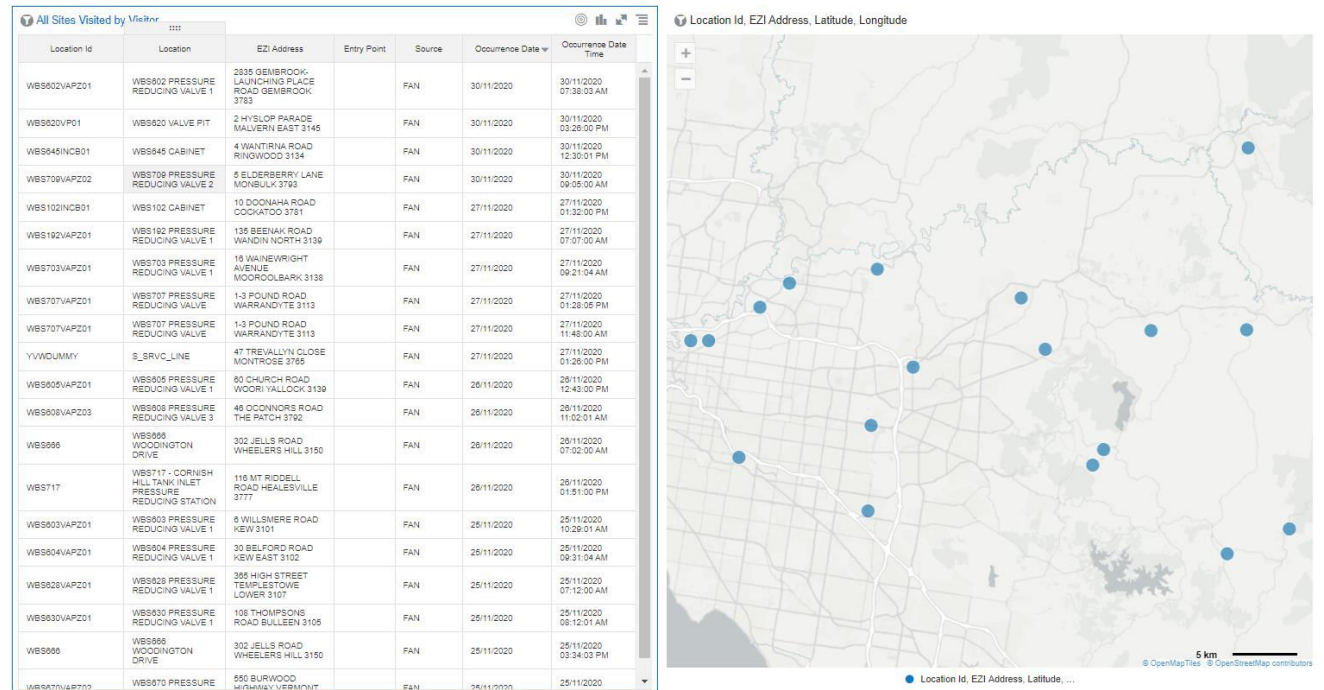 All Sites Visited by Visitor
Location Id Location EZI Address Entry Point Source Occurrence Date Occurrence Date
Time
WBS602VAPZ01 WBS602 PRESSURE REDUCING VALVE 1 2835 GEMBROOK-LAUNCHING PLACE ROAD GEMBROOK 3783 FAN 30/11/2020 30/11/2020 07:38:03 AM
WBS620VP01 WBS620 VALVE PIT 2 HYSLOP PARADE MALVERN EAST 3145 FAN 30/11/2020 30/11/2020 03:26:00 PM
WBS645INCB01 WBS645 CABINET 4 WANTIRNA ROAD RINGWOOD 3134 FAN 30/11/2020 30/11/2020 12:30:01 PM
WBS709VAPZ02 WBS709 PRESSURE REDUCING VALVE 2 5 ELDERBERRY LANE MONBULK 3793 FAN 30/11/2020 30/11/2020 09:05:00 AM
WBS102INCB01 WBS102 CABINET 10 DOONAHA ROAD COCKATOO 3781 FAN 27/11/2020 27/11/2020 01:32:00 PM
WBS192VAPZ01 WBS192 PRESSURE REDUCING VALVE 1 135 BEENAK ROAD WANDIN NORTH 3139 FAN 27/11/2020 27/11/2020 07:07:00 AM
WBS703VAPZ01 WBS703 PRESSURE REDUCING VALVE 1 16 WAINEWRIGHT AVENUE MOOROOLBARK 3138 FAN 27/11/2020 27/11/2020 09:21:04 AM
WBS707VAPZ01 WBS707 PRESSURE REDUCING VALVE 1-3 POUND ROAD WARRANDYTE 3113 FAN 27/11/2020 27/11/2020 01:28:05 PM
WBS707VAPZ01 WBS707 PRESSURE REDUCING VALVE 1-3 POUND ROAD WARRANDYTE 3113 FAN 27/11/2020 27/11/2020 11:48:00 AM
YVWDUMMY S_SRVC_LINE 47 TREVALLYN CLOSE MONTROSE 3765 FAN 27/11/2020 27/11/2020 01:26:00 PM
WBS605VAPZ01 WBS605 PRESSURE REDUCING VALVE 1 60 CHURCH ROAD WOORI YALLOCK 3139 FAN 26/11/2020 26/11/2020 12:43:00 PM
WBS608VAPZ03 WBS608 PRESSURE REDUCING VALVE 3 46 OCONNORS ROAD THE PATCH 3792 FAN 26/11/2020 26/11/2020 11:02:01 AM
WBS666 WBS666 WOODINGTON DRIVE 302 JELLS ROAD WHEELERS HILL 3150 FAN 26/11/2020 26/11/2020 07:02:00 AM
WBS717 WBS717 - CORNISH HILL TANK INLET PRESSURE REDUCING STATION 116 MT RIDDELL ROAD HEALESVILLE 3777 FAN 26/11/2020 26/11/2020 01:51:00 PM
WBS603VAPZ01 WBS603 PRESSURE REDUCING VALVE 1 6 WILLSMERE ROAD KEW 3101 FAN 25/11/2020 25/11/2020 10:29:01 AM
WBS604VAPZ01 WBS604 PRESSURE REDUCING VALVE 1 30 BELFORD ROAD KEW EAST 3102 FAN 25/11/2020 25/11/2020 09:31:04 AM
WBS628VAPZ01 WBS628 PRESSURE REDUCING VALVE 1 365 HIGH STREET TEMPLESTOWE LOWER 3107 FAN 25/11/2020 25/11/2020 07:12:00 AM
WBS630VAPZ01 WBS630 PRESSURE REDUCING VALVE 1 108 THOMPSONS ROAD BULLEEN 3105 FAN 25/11/2020 25/11/2020 08:12:01 AM
WBS666 WBS666 WOODINGTON DRIVE 302 JELLS ROAD WHEELERS HILL 3150 FAN 25/11/2020 25/11/2020 03:34:03 PM
WBS670VAPZ02 WBS670 PRESSURE 550 BURWOOD HIGHWAY VERMONT FAN 25/11/2020 25/11/2020
Location Id, EZI Address, Latitude, Longitude
+
−
5 km
© OpenMapTiles © OpenStreetMap contributors
Location Id, EZI Address, Latitude, ...